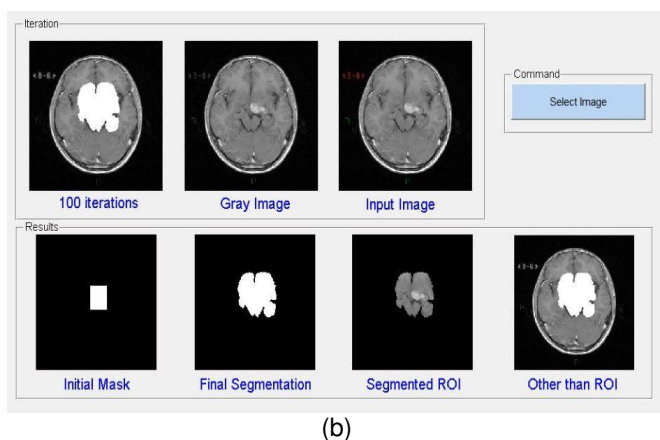 Iteration
Command
Select Image
100 iterations
Gray Image
Input Image
Results
Initial Mask
Final Segmentation
Segmented ROI
Other than ROI
(b)